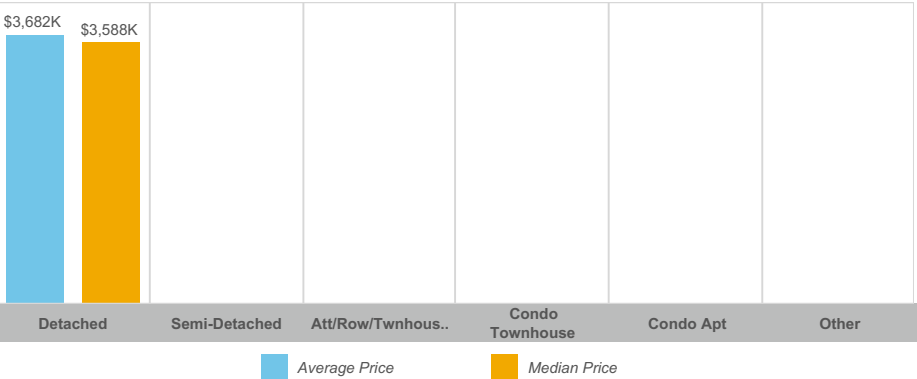 $3,682K
$3,588K
Detached
Semi-Detached
Att/Row/Twnhous..
Condo
Townhouse
Condo Apt
Other
Average Price
Median Price